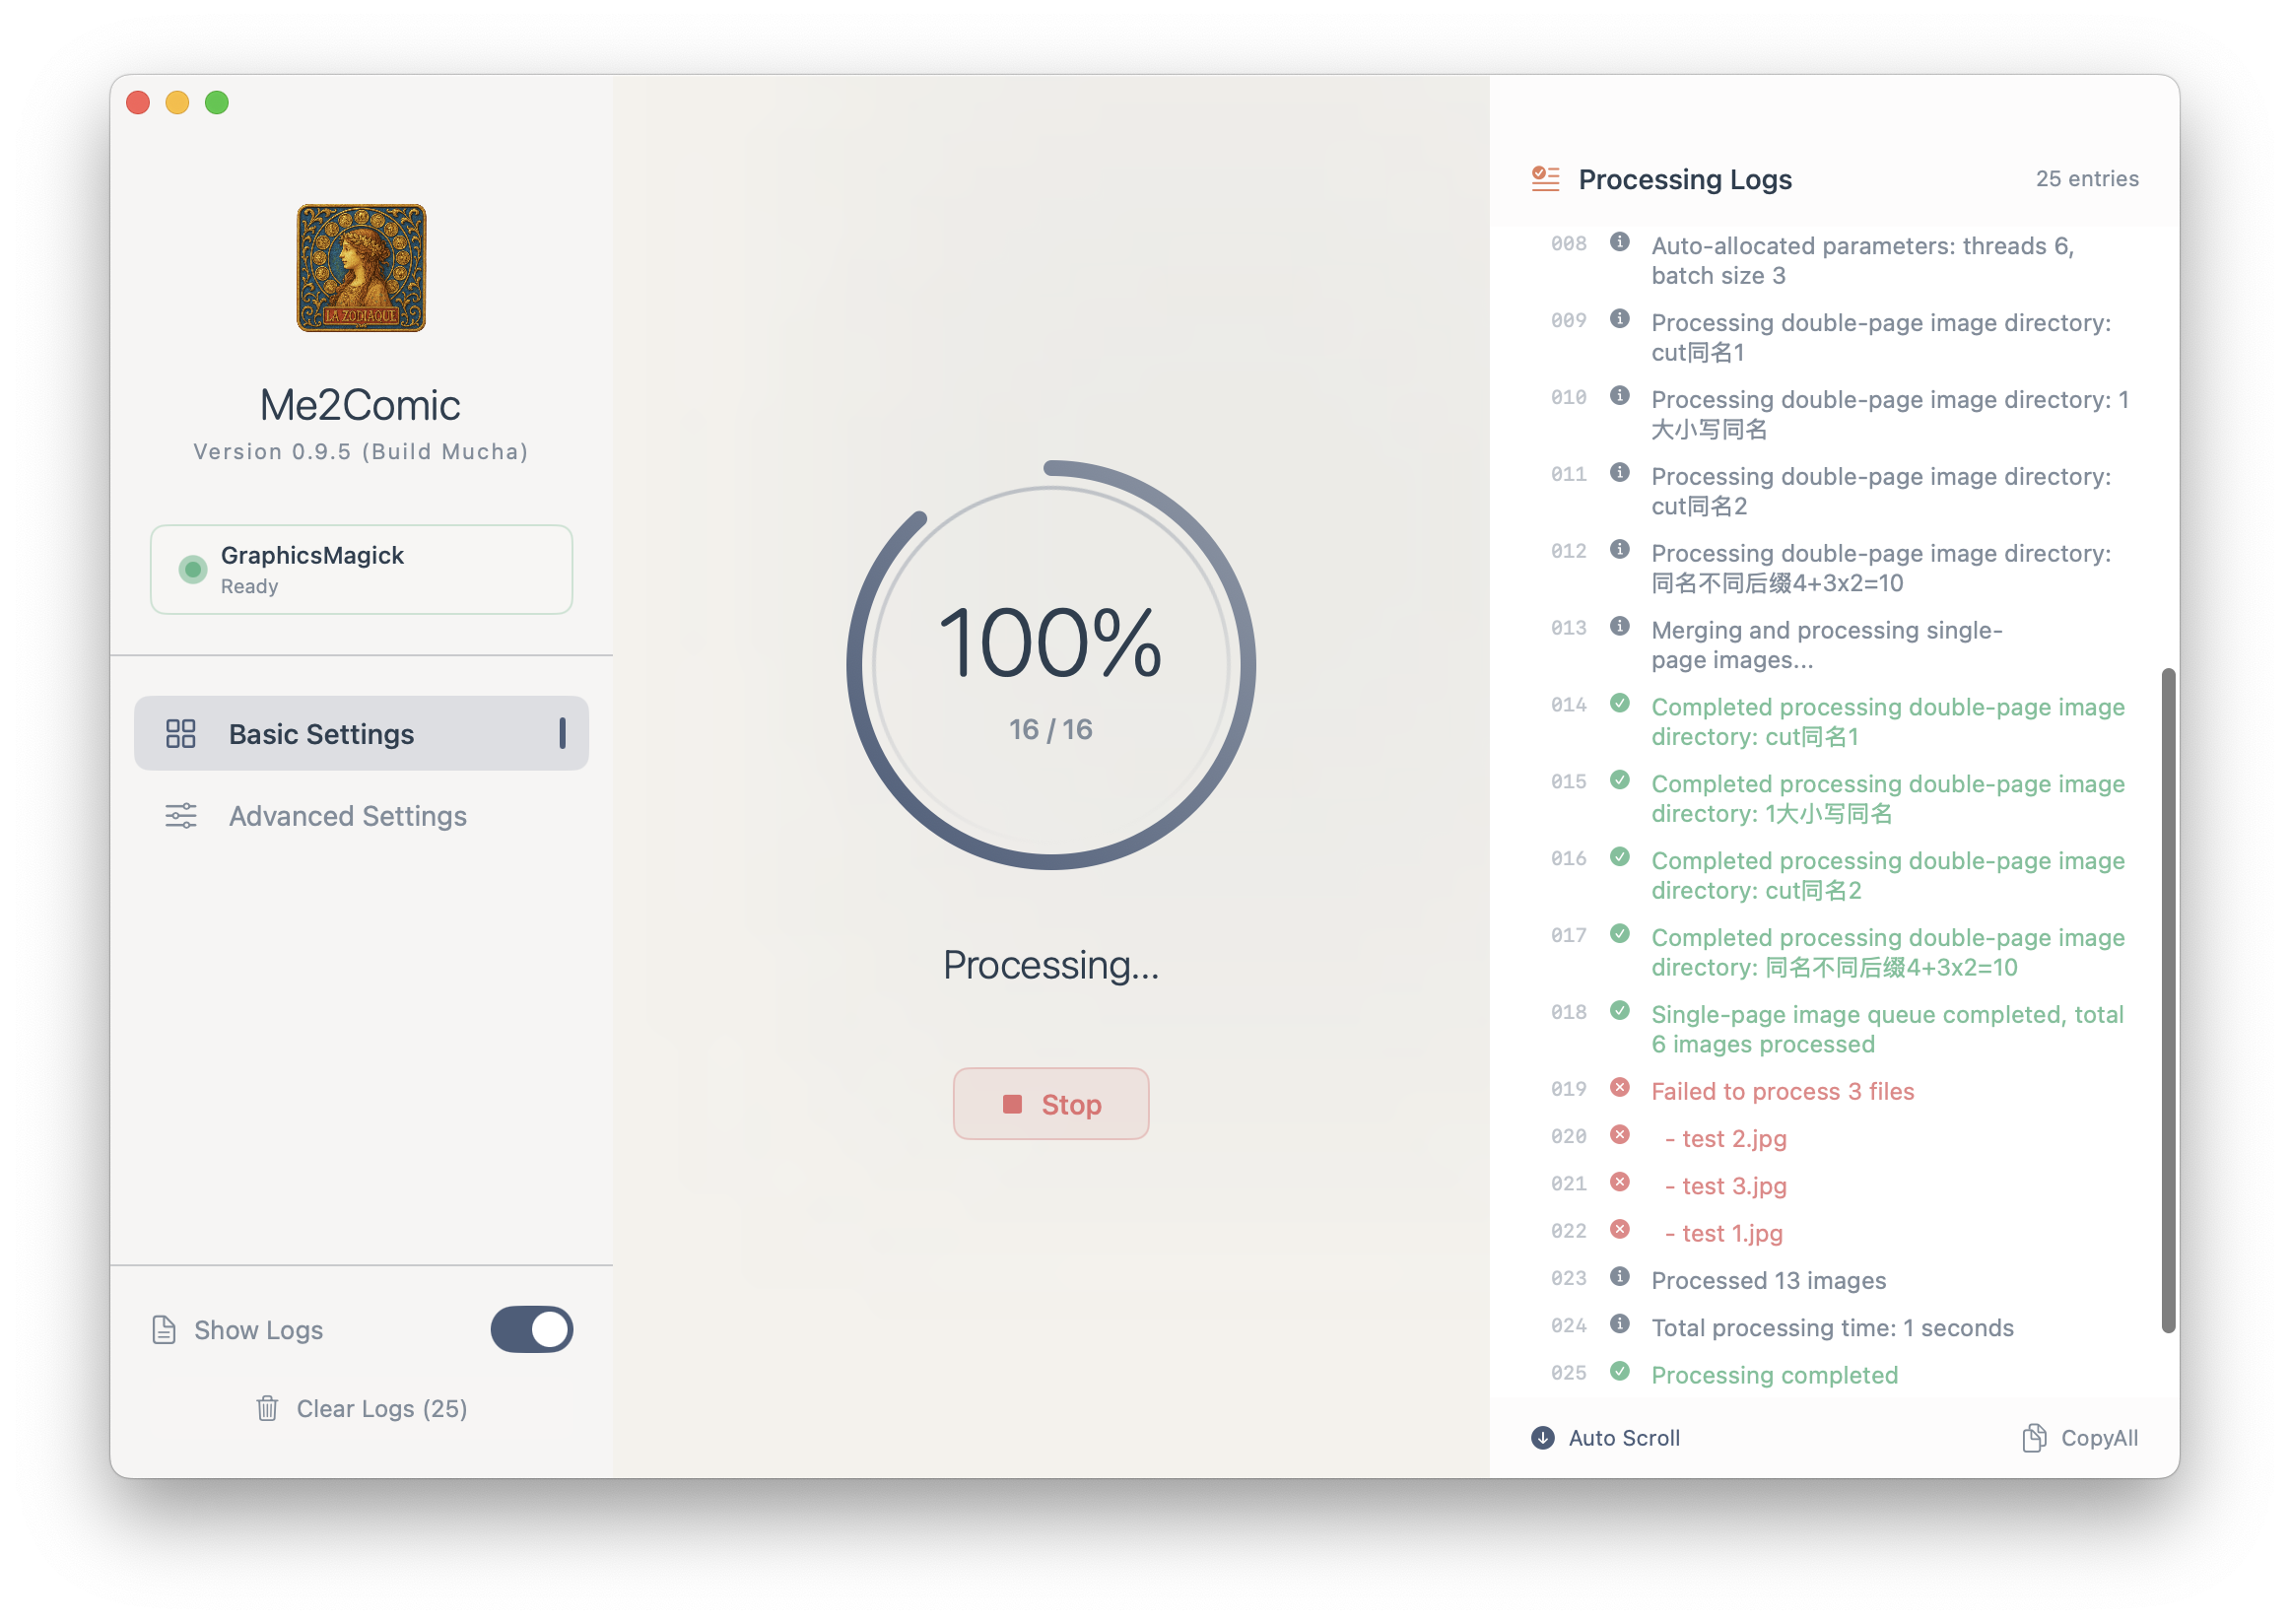 LA ZODIAQUE
Me2Comic
Version 0.9.5 (Build Mucha)
GraphicsMagick
Ready
Basic Settings
Advanced Settings
Show Logs
Clear Logs (25)
100%
16 / 16
Processing...
Stop
Processing Logs
25 entries
008 Auto-allocated parameters: threads 6,
batch size 3
009 Processing double-page image directory:
cut同名1
010 Processing double-page image directory: 1
大小写同名
011 Processing double-page image directory:
cut同名2
012 Processing double-page image directory:
同名不同后缀4+3x2=10
013 Merging and processing single-
page images...
014 Completed processing double-page image
directory: cut同名1
015 Completed processing double-page image
directory: 1大小写同名
016 Completed processing double-page image
directory: cut同名2
017 Completed processing double-page image
directory: 同名不同后缀4+3x2=10
018 Single-page image queue completed, total
6 images processed
019 Failed to process 3 files
020 - test 2.jpg
021 - test 3.jpg
022 - test 1.jpg
023 Processed 13 images
024 Total processing time: 1 seconds
025 Processing completed
Auto Scroll
CopyAll